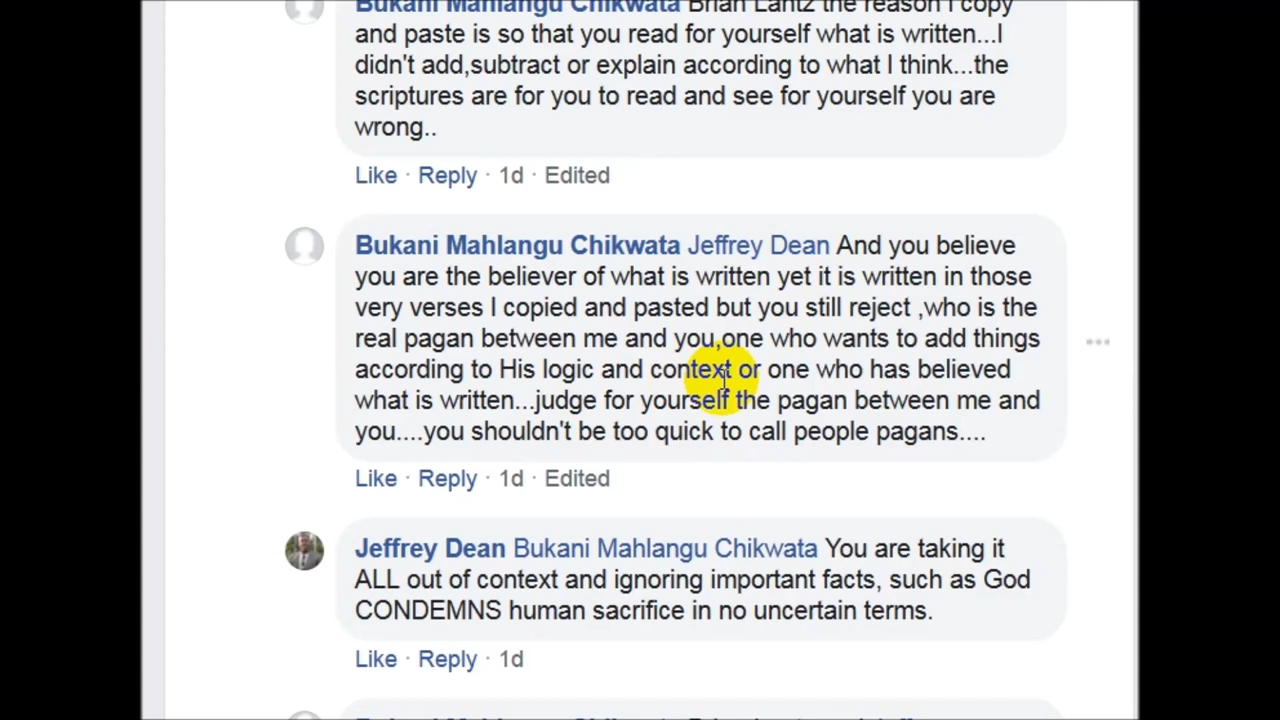 Bukani Mahlangu Chikwata Brian Lantz the reason I copy
and paste is so that you read for yourself what is written...I
didn't add,subtract or explain according to what I think...the
scriptures are for you to read and see for yourself you are
wrong..
Like · Reply · 1d · Edited
Bukani Mahlangu Chikwata Jeffrey Dean And you believe
you are the believer of what is written yet it is written in those
very verses I copied and pasted but you still reject ,who is the
real pagan between me and you,one who wants to add things
according to His logic and context or one who has believed
what is written...judge for yourself the pagan between me and
you....you shouldn't be too quick to call people pagans....
Like · Reply · 1d · Edited
Jeffrey Dean Bukani Mahlangu Chikwata You are taking it
ALL out of context and ignoring important facts, such as God
CONDEMNS human sacrifice in no uncertain terms.
Like · Reply · 1d